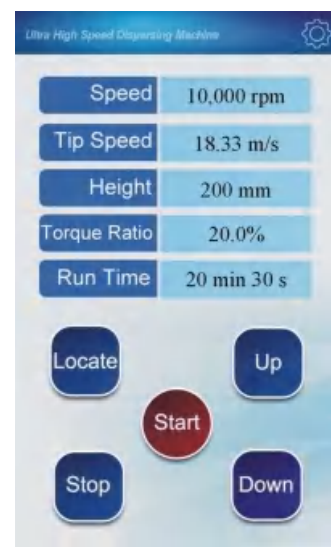 Ultra High Speed Dispersing Machine
Speed 10,000 rpm
Tip Speed 18.33 m/s
Height 200 mm
Torque Ratio 20.0%
Run Time 20 min 30 s
Locate Up
Start
Stop Down